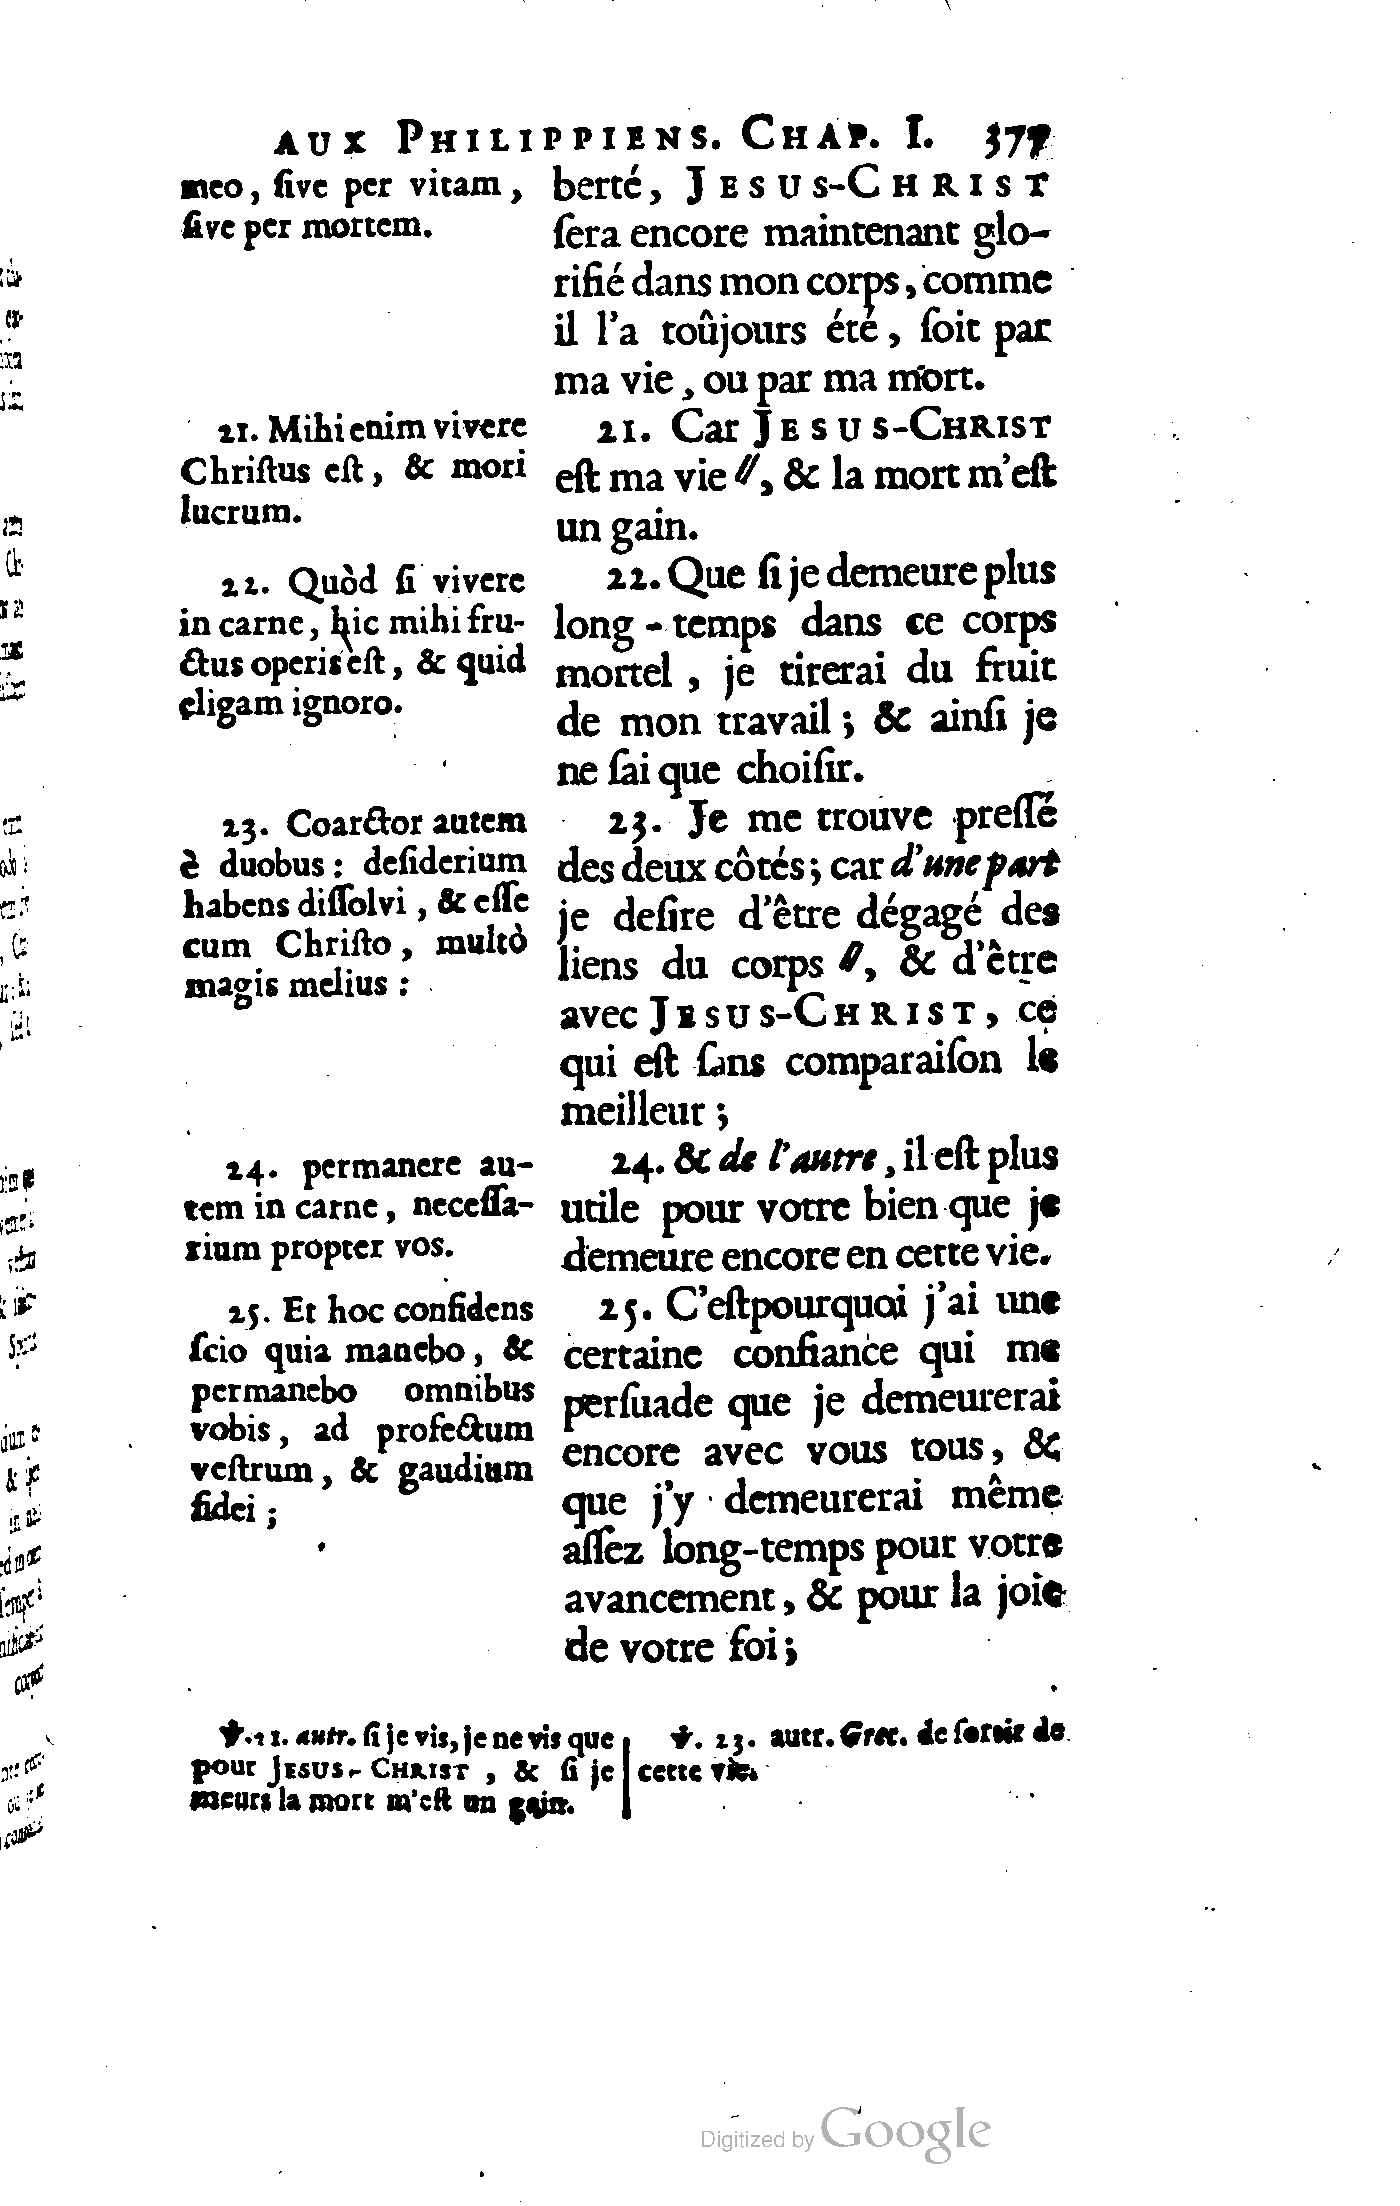 AUX PHILIPPIENS. CHAP. I. 377
meo, ſive per vitam,
ſive per mortem.
21. Mihi enim vivere
Chriſtus eſt, & mori
lucrum.
22. Quòd ſi vivere
in carne, hic mihi fru-
ctus operis eſt, & quid
eligam ignoro.
23. Coarctor autem
è duobus: deſiderium
habens diſſolvi, & eſſe
cum Chriſto, multò
magis melius:
24. permanere au-
tem in carne, neceſſa-
rium propter vos.
25. Et hoc confidens
ſcio quia manebo, &
permanebo omnibus
vobis, ad profectum
veſtrum, & gaudium
fidei;
berté, JESUS-CHRIST
ſera encore maintenant glo-
rifié dans mon corps, comme
il l'a toûjours été, ſoit par
ma vie, ou par ma mort.
21. Car JESUS-CHRIST
eſt ma vie //, & la mort m'eſt
un gain.
22. Que ſi je demeure plus
long-temps dans ce corps
mortel, je tirerai du fruit
de mon travail; & ainſi je
ne ſai que choiſir.
23. Je me trouve preſſé
des deux côtés; car d'une part
je deſire d'être dégagé des
liens du corps //, & d'être
avec JESUS-CHRIST, ce
qui eſt ſans comparaiſon le
meilleur;
24. & de l'autre, il eſt plus
utile pour votre bien que je
demeure encore en cette vie.
25. C'eſtpourquoi j'ai une
certaine confiance qui me
perſuade que je demeurerai
encore avec vous tous, &
que j'y demeurerai même
aſſez long-temps pour votre
avancement, & pour la joie
de votre foi;
℣. 21. autr. ſi je vis, je ne vis que
pour JESUS-CHRIST, & ſi je
meurs la mort m'eſt un gain.
℣. 23. autr. Grec. de ſortir de
cette vie.
Digitized by Google